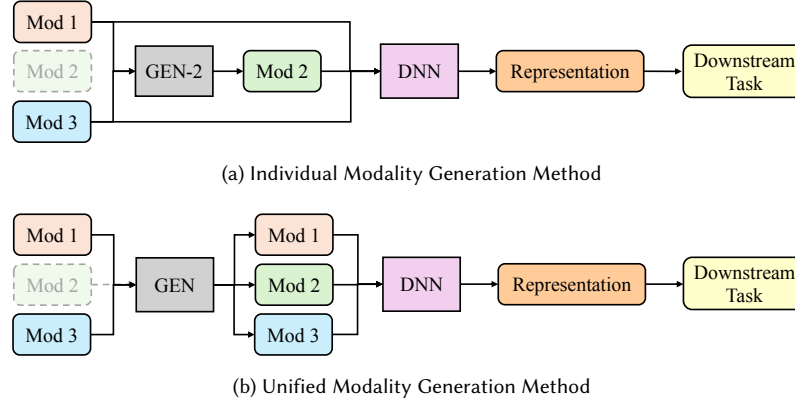 Mod 1
Mod 2
Mod 3
GEN-2
Mod 2
DNN
Representation
Downstream
Task
(a) Individual Modality Generation Method
Mod 1
Mod 2
Mod 3
GEN
Mod 1
Mod 2
Mod 3
DNN
Representation
Downstream
Task
(b) Unified Modality Generation Method